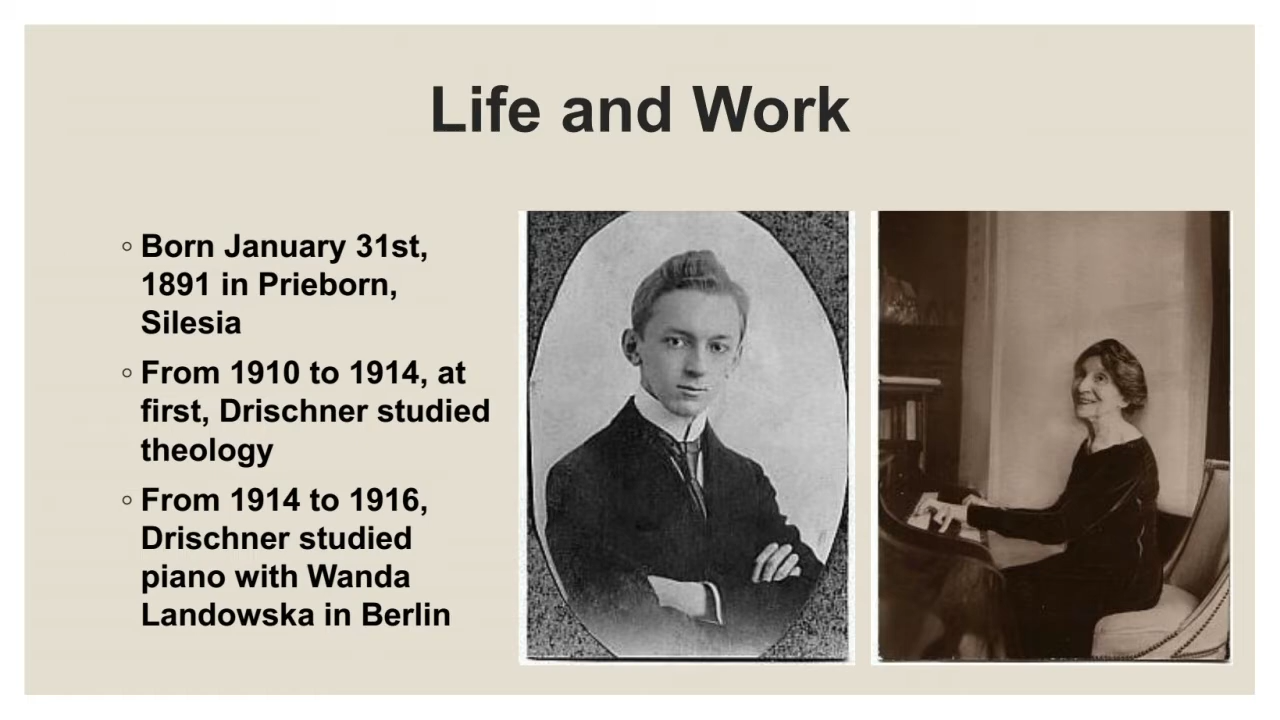 Life and Work
◦ Born January 31st,
1891 in Prieborn,
Silesia
◦ From 1910 to 1914, at
first, Drischner studied
theology
◦ From 1914 to 1916,
Drischner studied
piano with Wanda
Landowska in Berlin